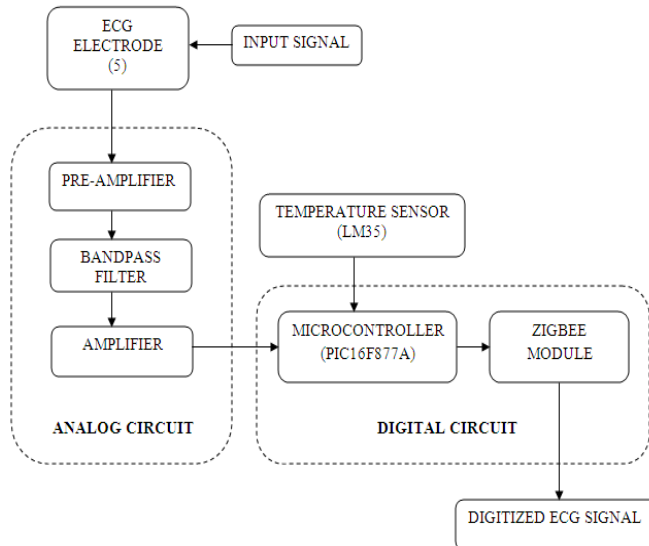 ECG
ELECTRODE
(5)
INPUT SIGNAL
PRE-AMPLIFIER
BANDPASS
FILTER
AMPLIFIER
ANALOG CIRCUIT
TEMPERATURE SENSOR
(LM35)
MICROCONTROLLER
(PIC16F877A)
ZIGBEE
MODULE
DIGITAL CIRCUIT
DIGITIZED ECG SIGNAL